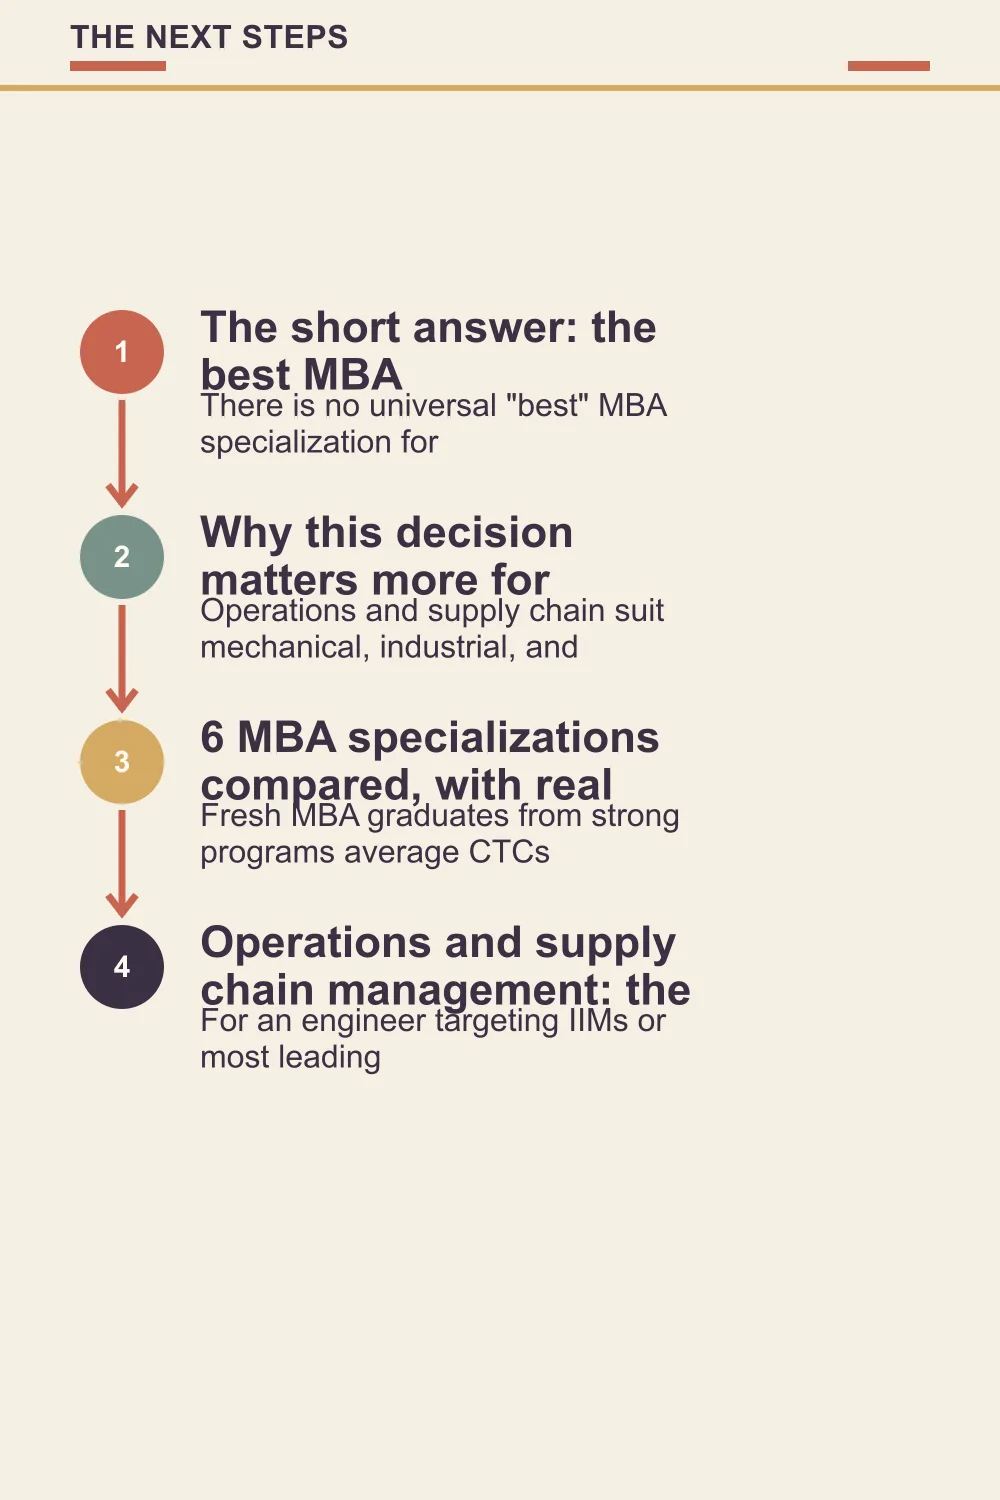 THE NEXT STEPS
1
The short answer: the
best MBA
There is no universal "best" MBA
specialization for
2
Why this decision
matters more for
Operations and supply chain suit
mechanical, industrial, and
3
6 MBA specializations
compared, with real
Fresh MBA graduates from strong
programs average CTCs
4
Operations and supply
chain management: the
For an engineer targeting IIMs or
most leading